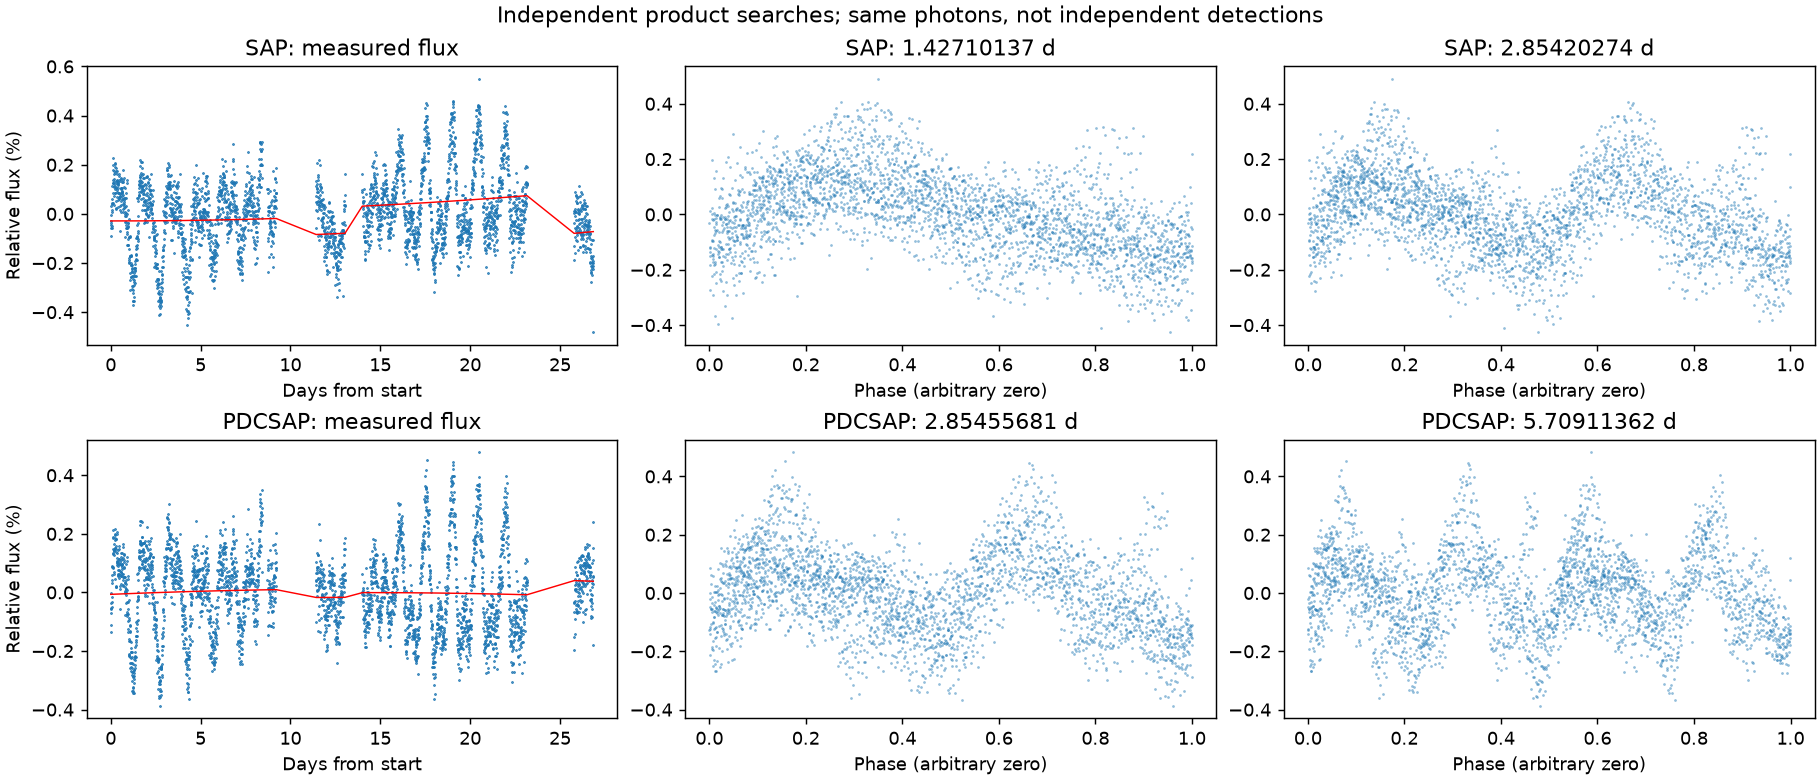 Independent product searches; same photons, not independent detections
SAP: measured flux
SAP: 1.42710137 d
SAP: 2.85420274 d
Relative flux (%)
0.6
0.4
0.2
0.0
−0.2
−0.4
0 5 10 15 20 25
Days from start
0.4
0.2
0.0
−0.2
−0.4
0.0 0.2 0.4 0.6 0.8 1.0
Phase (arbitrary zero)
0.4
0.2
0.0
−0.2
−0.4
0.0 0.2 0.4 0.6 0.8 1.0
Phase (arbitrary zero)
PDCSAP: measured flux
PDCSAP: 2.85455681 d
PDCSAP: 5.70911362 d
Relative flux (%)
0.4
0.2
0.0
−0.2
−0.4
0 5 10 15 20 25
Days from start
0.4
0.2
0.0
−0.2
−0.4
0.0 0.2 0.4 0.6 0.8 1.0
Phase (arbitrary zero)
0.4
0.2
0.0
−0.2
−0.4
0.0 0.2 0.4 0.6 0.8 1.0
Phase (arbitrary zero)